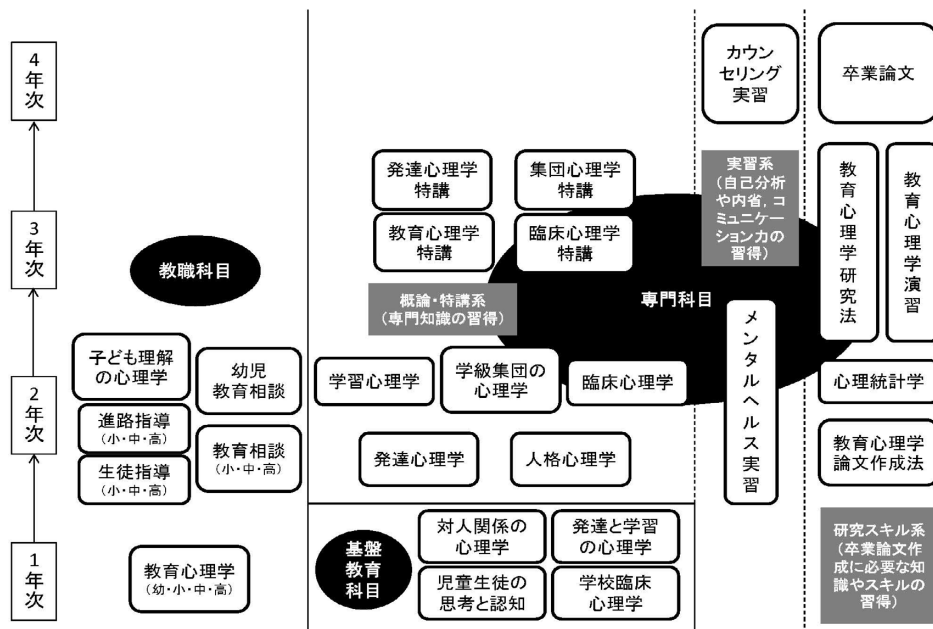 4年次
3年次
2年次
1年次
教職科目
子ども理解
の心理学
幼児
教育相談
進路指導
(小・中・高)
教育相談
(小・中・高)
生徒指導
(小・中・高)
教育心理学
(幼・小・中・高)
発達心理学
特講
集団心理学
特講
教育心理学
特講
臨床心理学
特講
概論・特講系
(専門知識の習得)
専門科目
学習心理学
学級集団の
心理学
臨床心理学
発達心理学
人格心理学
基盤
教育
科目
対人関係の
心理学
発達と学習
の心理学
児童生徒の
思考と認知
学校臨床
心理学
カウン
セリング
実習
実習系
(自己分析
や内省,コ
ミュニケー
ション力の
習得)
メンタルヘルス実習
卒業論文
教育心理学研究法
教育心理学演習
心理統計学
教育心理学
論文作成法
研究スキル系
(卒業論文作
成に必要な知
識やスキルの
習得)